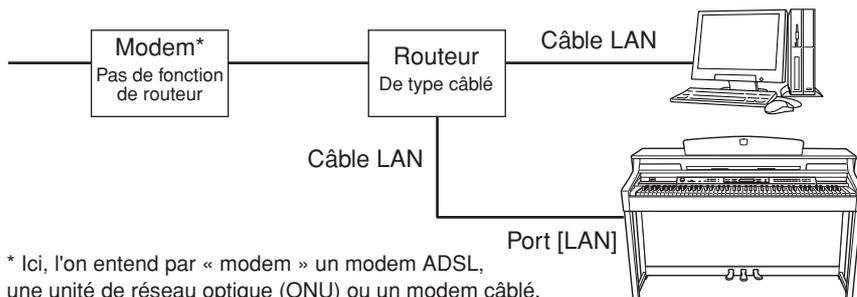 Modem*
Pas de fonction
de routeur
Routeur
De type câblé
Câble LAN
Câble LAN
Port [LAN]
* Ici, l'on entend par « modem » un modem ADSL,
une unité de réseau optique (ONU) ou un modem câblé.